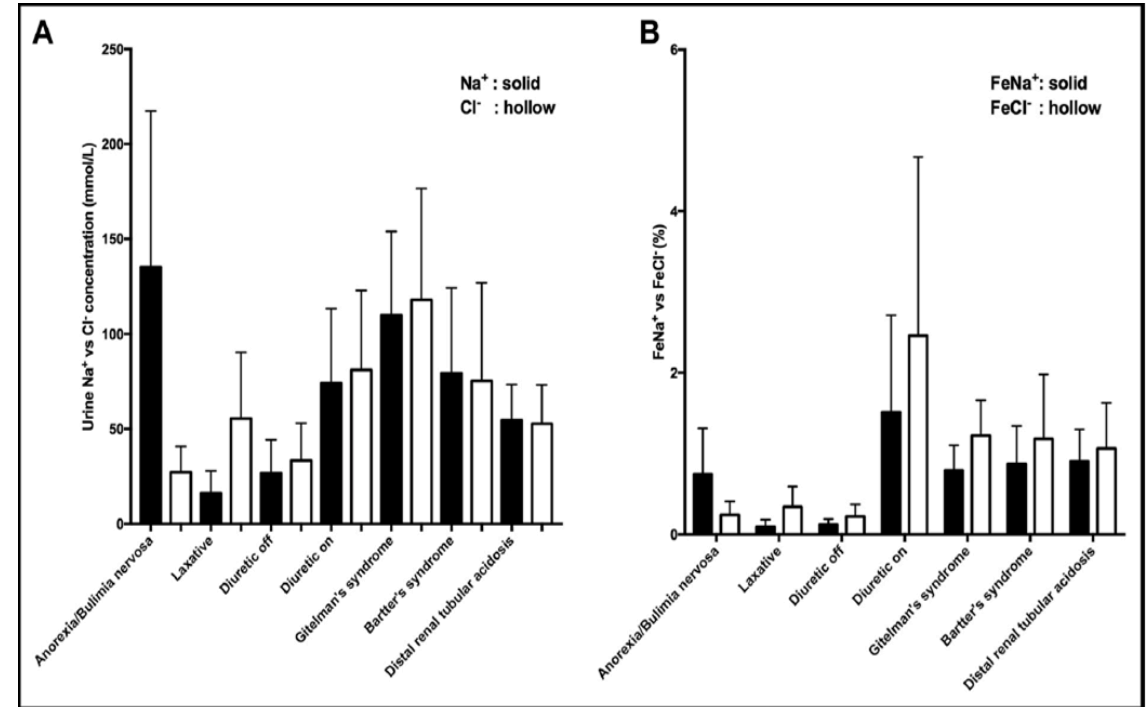 A
250
200
150
100
50
0
Urine Na⁺ vs Cl⁻ concentration (mmol/L)
Na⁺ : solid
Cl⁻ : hollow
Anorexia/Bulimia nervosa
Laxative
Diuretic off
Diuretic on
Gitelman's syndrome
Bartter's syndrome
Distal renal tubular acidosis
B
6
4
2
0
FeNa⁺ vs FeCl⁻ (%)
FeNa⁺: solid
FeCl⁻ : hollow
Anorexia/Bulimia nervosa
Laxative
Diuretic off
Diuretic on
Gitelman's syndrome
Bartter's syndrome
Distal renal tubular acidosis